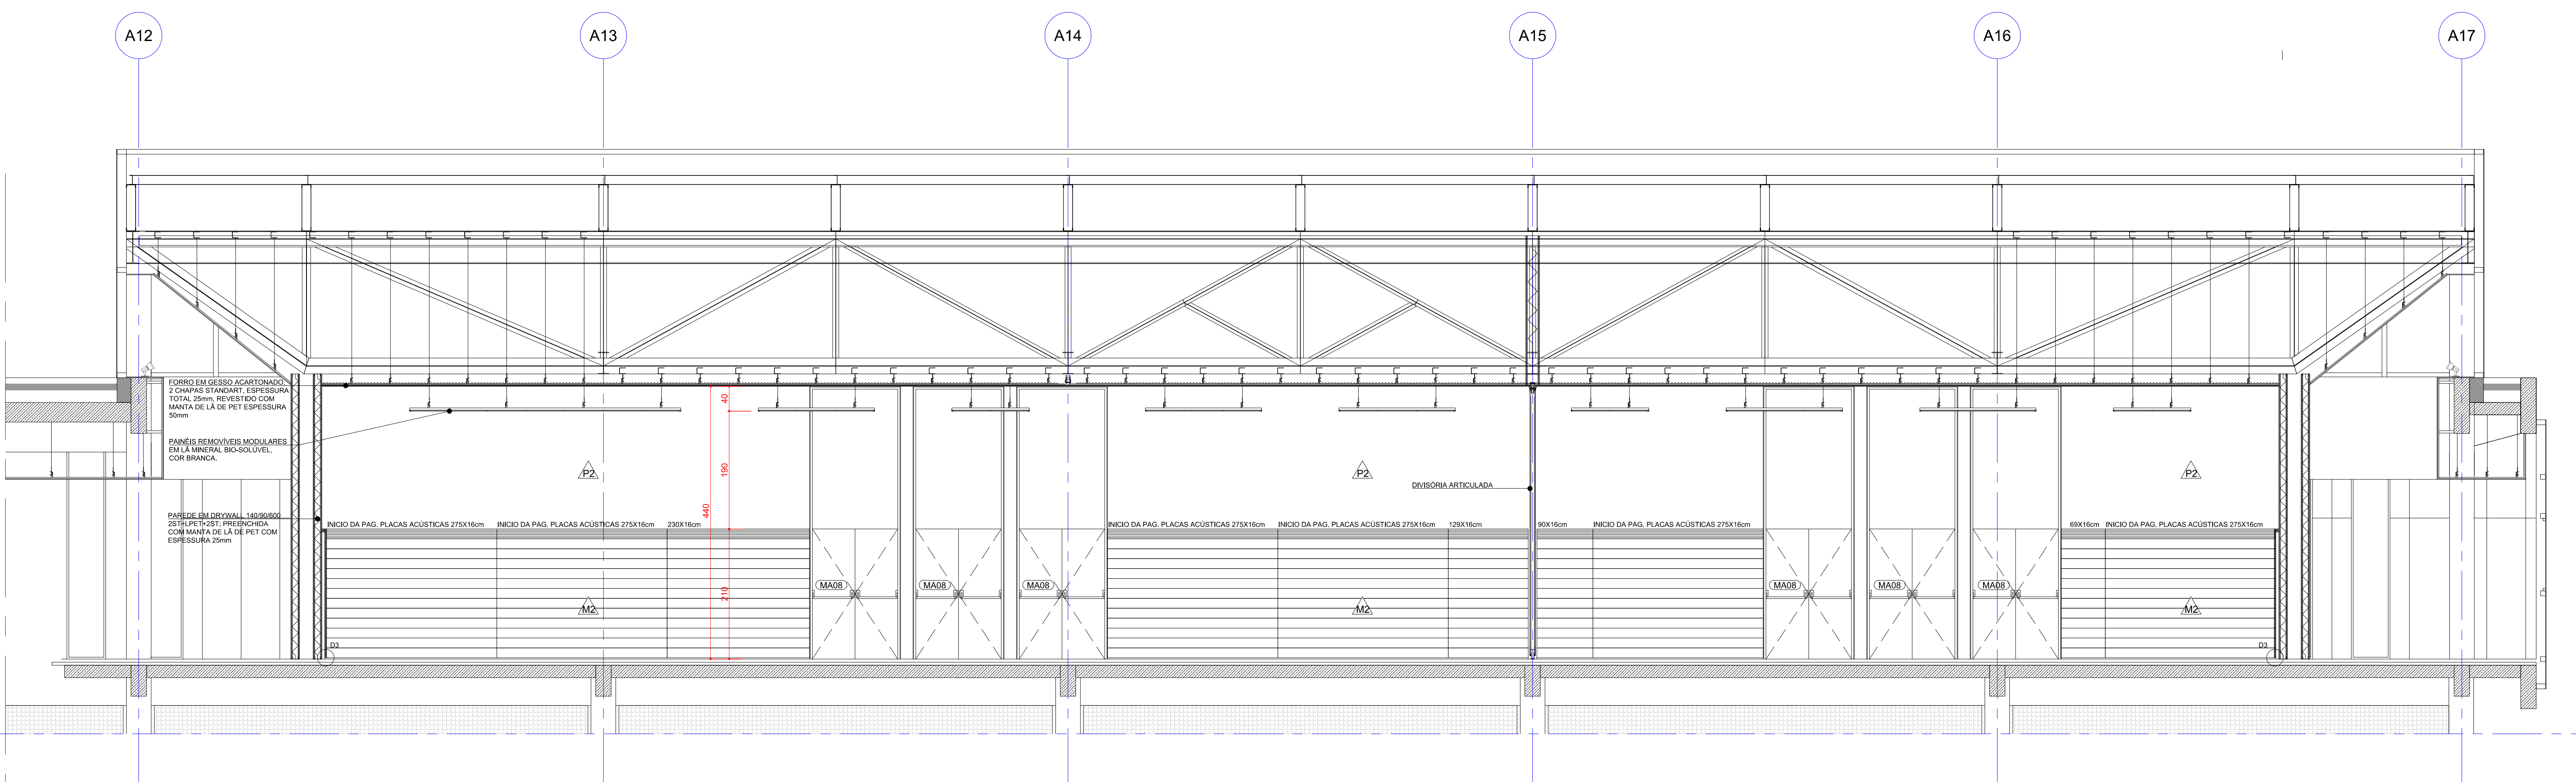 A12
A13
A14
A15
A16
A17
FORRO EM GESSO ACARTONADO,
2 CHAPAS STANDART, ESPESSURA
TOTAL 25mm, REVESTIDO COM
MANTA DE LÃ DE PET ESPESSURA
50mm
PAINÉIS REMOVÍVEIS MODULARES
EM LÃ MINERAL BIO-SOLÚVEL,
COR BRANCA,
PAREDE EM DRYWALL 140/90/600
2ST+LPET+2ST; PREENCHIDA
COM MANTA DE LÃ DE PET COM
ESPESSURA 25mm
40
190
440
210
P2
P2
P2
DIVISÓRIA ARTICULADA
INICIO DA PAG, PLACAS ACÚSTICAS 275X16cm
INICIO DA PAG, PLACAS ACÚSTICAS 275X16cm
230X16cm
INICIO DA PAG, PLACAS ACÚSTICAS 275X16cm
INICIO DA PAG, PLACAS ACÚSTICAS 275X16cm
129X16cm
90X16cm
INICIO DA PAG, PLACAS ACÚSTICAS 275X16cm
69X16cm
INICIO DA PAG, PLACAS ACÚSTICAS 275X16cm
MA08
MA08
MA08
MA08
MA08
MA08
M2
M2
M2
D3
D3